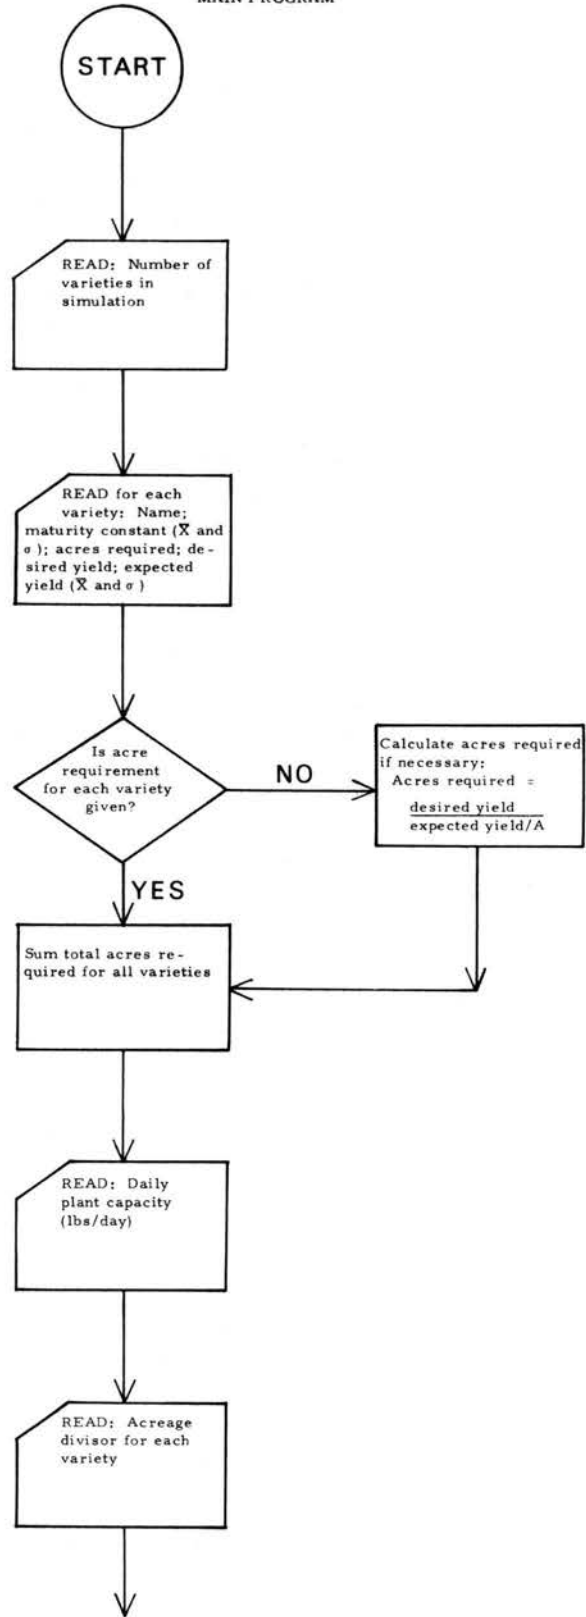 MAIN PROGRAM
START
READ: Number of
varieties in
simulation
READ for each
variety: Name;
maturity constant (X̅ and
σ); acres required; de-
sired yield; expected
yield (X̅ and σ)
Is acre
requirement
for each variety
given?
NO
Calculate acres required
if necessary:
Acres required =
desired yield
expected yield/A
YES
Sum total acres re-
quired for all varieties
READ: Daily
plant capacity
(lbs/day)
READ: Acreage
divisor for each
variety